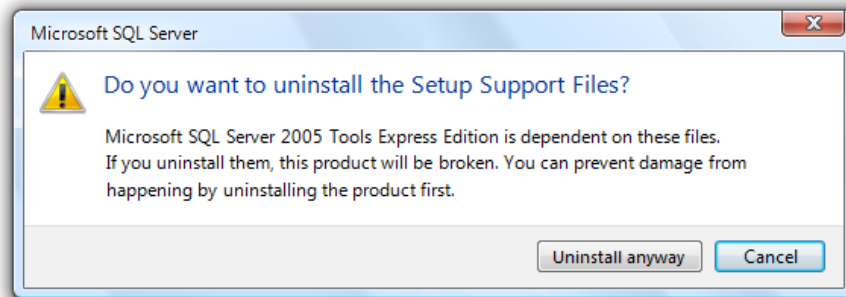 Microsoft SQL Server
Do you want to uninstall the Setup Support Files?
Microsoft SQL Server 2005 Tools Express Edition is dependent on these files.
If you uninstall them, this product will be broken. You can prevent damage from
happening by uninstalling the product first.
Uninstall anyway
Cancel